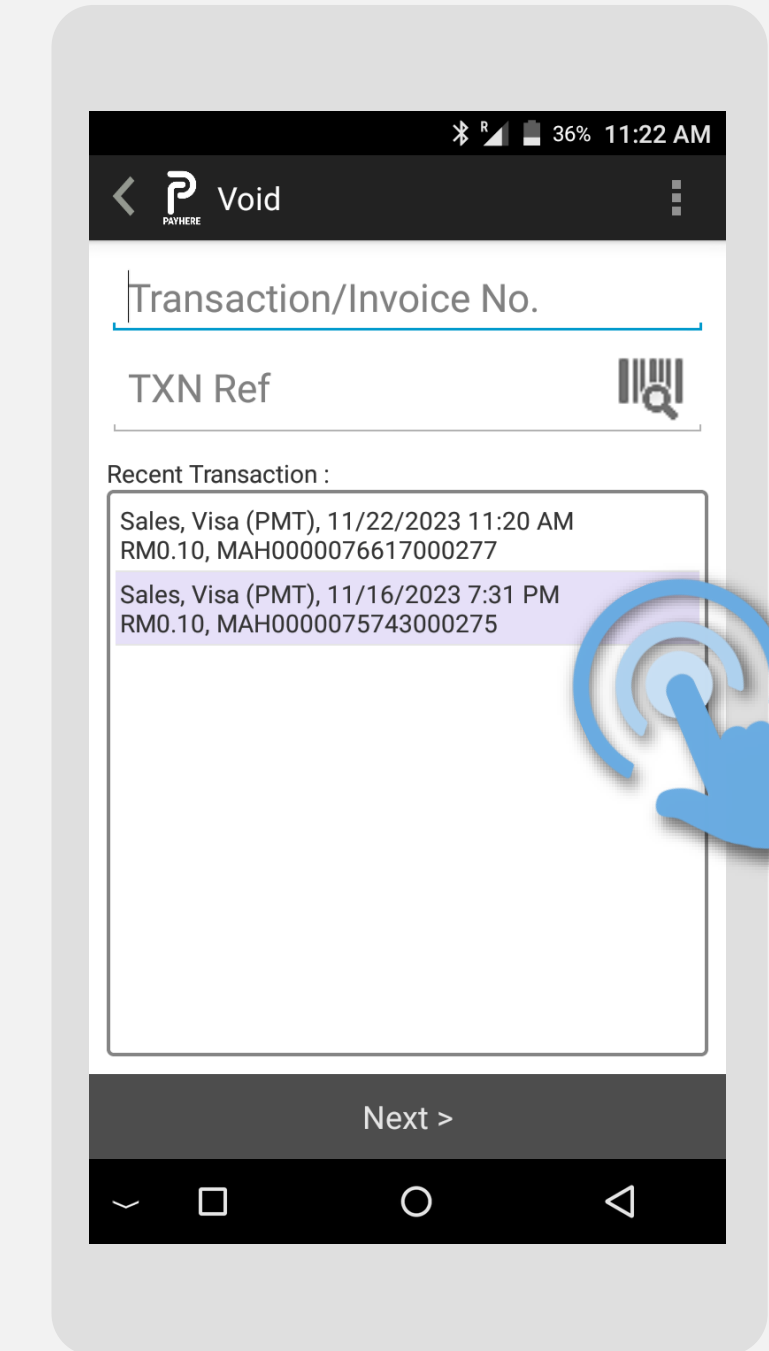 36% 11:22 AM
PAYHERE
Void
Transaction/Invoice No.
TXN Ref
Recent Transaction :
Sales, Visa (PMT), 11/22/2023 11:20 AM
RM0.10, MAH0000076617000277
Sales, Visa (PMT), 11/16/2023 7:31 PM
RM0.10, MAH0000075743000275
Next >